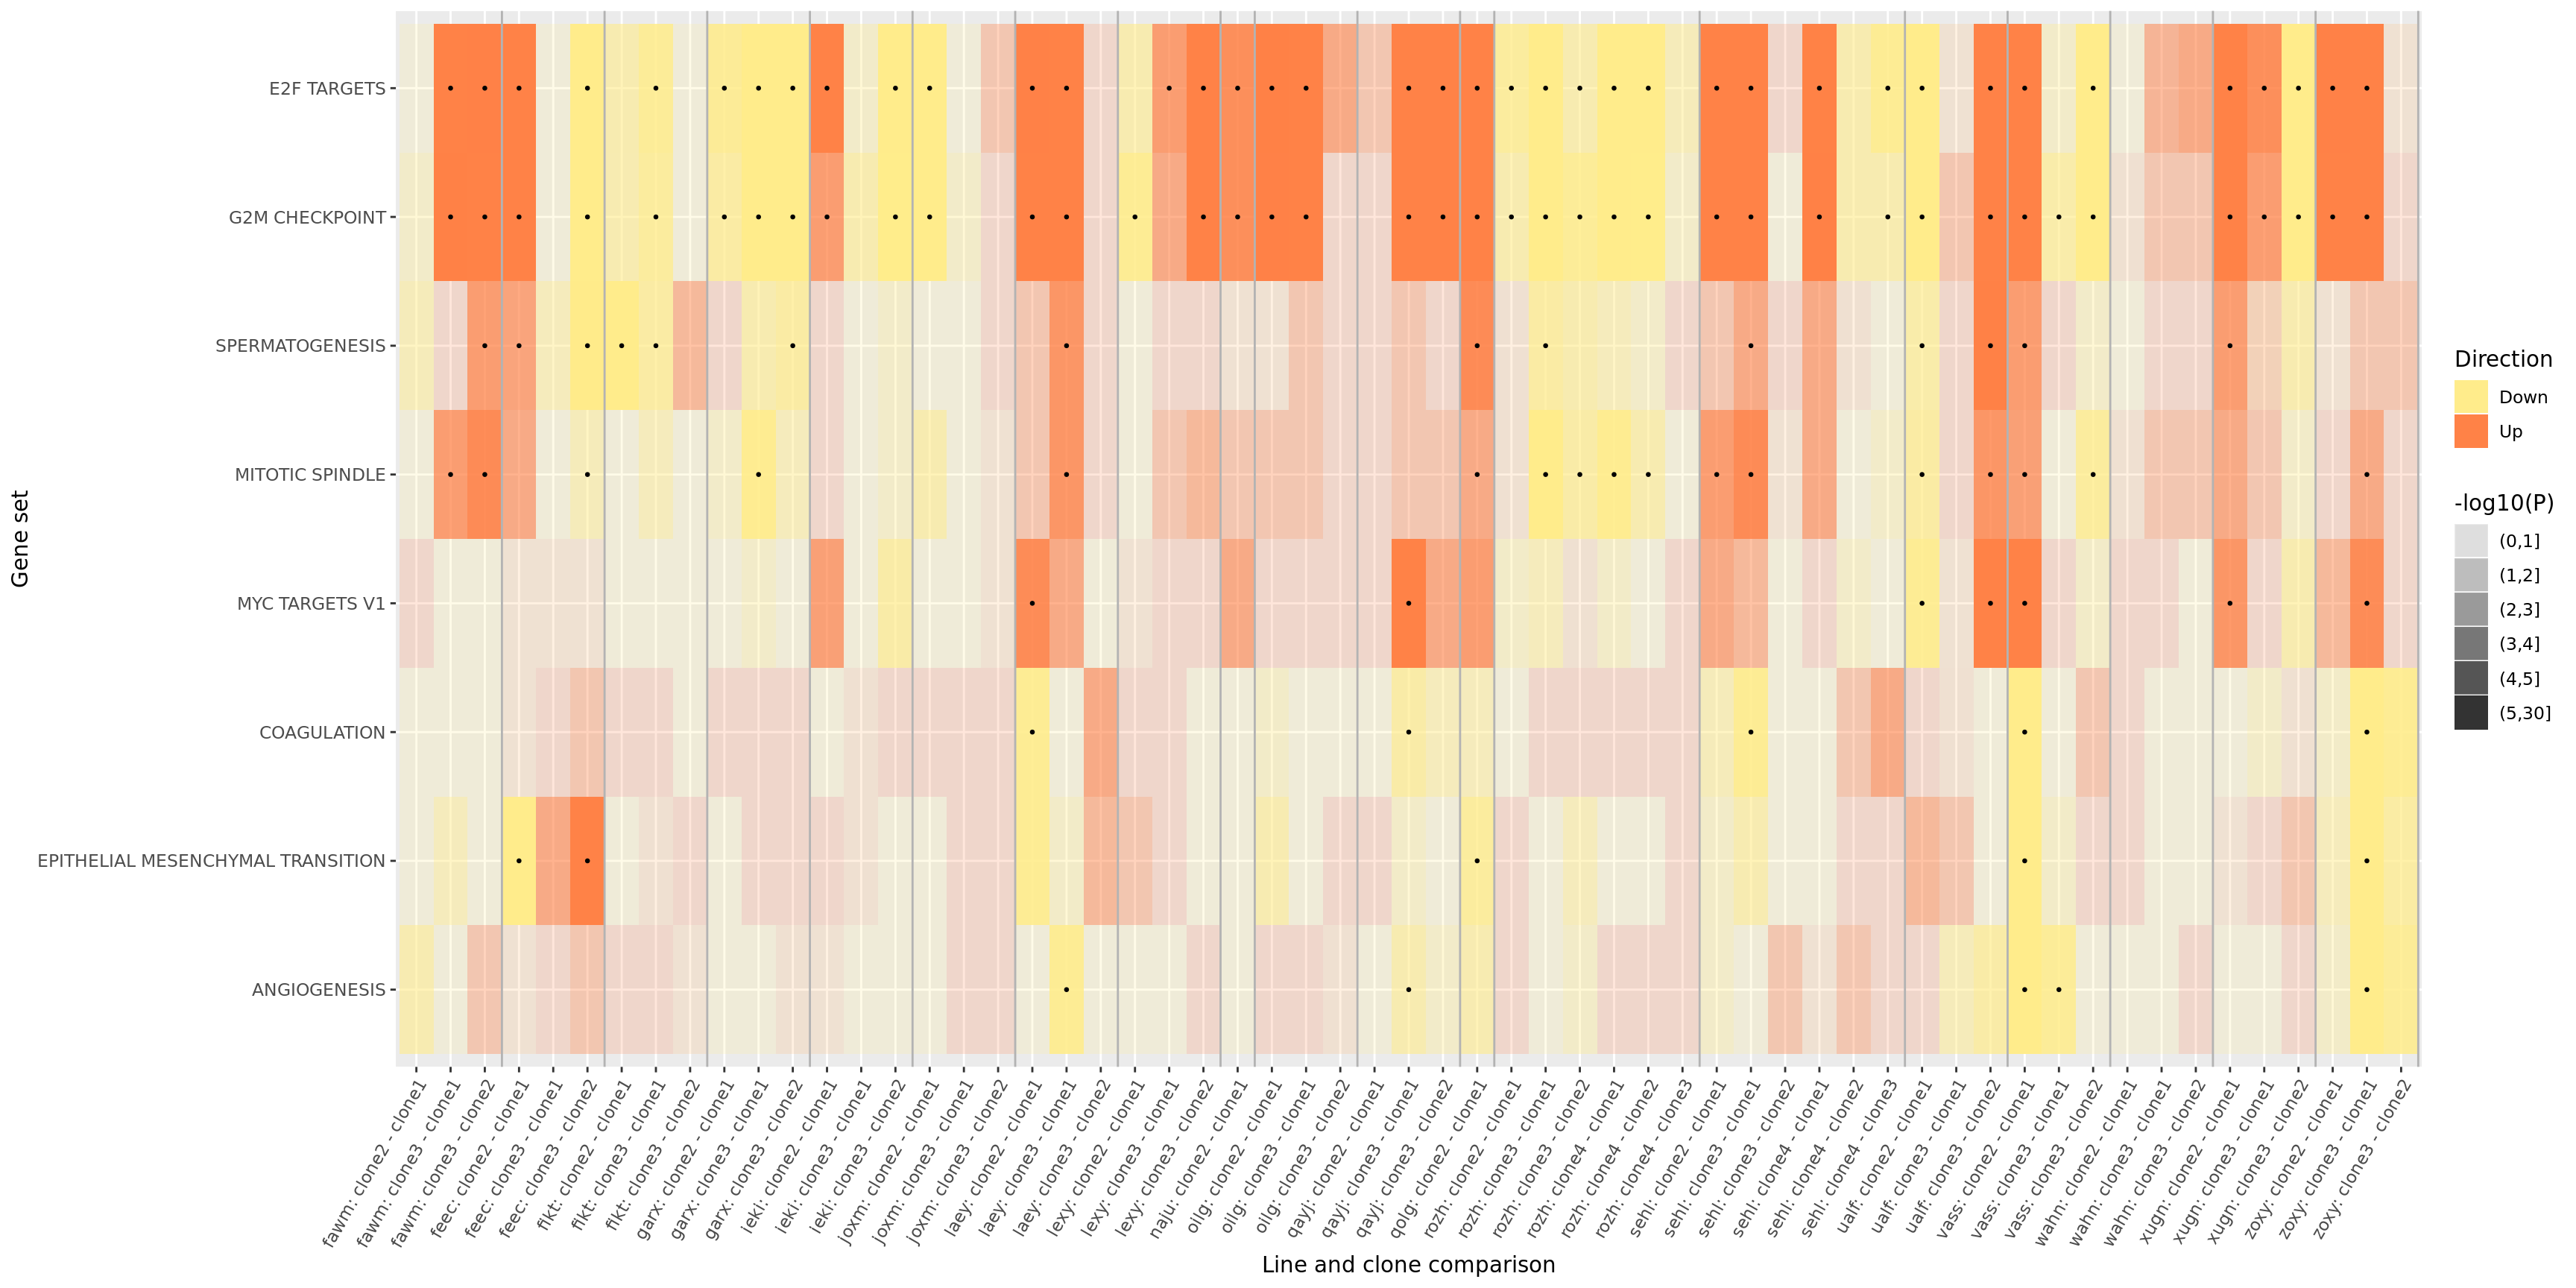 E2F TARGETS
G2M CHECKPOINT
SPERMATOGENESIS
MITOTIC SPINDLE
MYC TARGETS V1
COAGULATION
EPITHELIAL MESENCHYMAL TRANSITION
ANGIOGENESIS
Gene set
fawm: clone2 - clone1
fawm: clone3 - clone1
fawm: clone3 - clone2
feec: clone2 - clone1
feec: clone3 - clone1
feec: clone3 - clone2
fikt: clone2 - clone1
fikt: clone3 - clone1
fikt: clone3 - clone2
garx: clone2 - clone1
garx: clone3 - clone1
garx: clone3 - clone2
ieki: clone2 - clone1
ieki: clone3 - clone1
ieki: clone3 - clone2
joxm: clone2 - clone1
joxm: clone3 - clone1
joxm: clone3 - clone2
laey: clone2 - clone1
laey: clone3 - clone1
laey: clone3 - clone2
lexy: clone2 - clone1
lexy: clone3 - clone1
lexy: clone3 - clone2
naju: clone2 - clone1
oilg: clone2 - clone1
oilg: clone3 - clone1
oilg: clone3 - clone2
qayj: clone2 - clone1
qayj: clone3 - clone1
qayj: clone3 - clone2
qolg: clone2 - clone1
rozh: clone2 - clone1
rozh: clone3 - clone1
rozh: clone3 - clone2
rozh: clone4 - clone1
rozh: clone4 - clone2
rozh: clone4 - clone3
sehl: clone2 - clone1
sehl: clone3 - clone1
sehl: clone3 - clone2
sehl: clone4 - clone1
sehl: clone4 - clone2
sehl: clone4 - clone3
ualf: clone2 - clone1
ualf: clone3 - clone1
ualf: clone3 - clone2
vass: clone2 - clone1
vass: clone3 - clone1
vass: clone3 - clone2
wahn: clone2 - clone1
wahn: clone3 - clone1
wahn: clone3 - clone2
xugn: clone2 - clone1
xugn: clone3 - clone1
xugn: clone3 - clone2
zoxy: clone2 - clone1
zoxy: clone3 - clone1
zoxy: clone3 - clone2
Line and clone comparison
Direction
Down
Up
-log10(P)
(0,1]
(1,2]
(2,3]
(3,4]
(4,5]
(5,30]